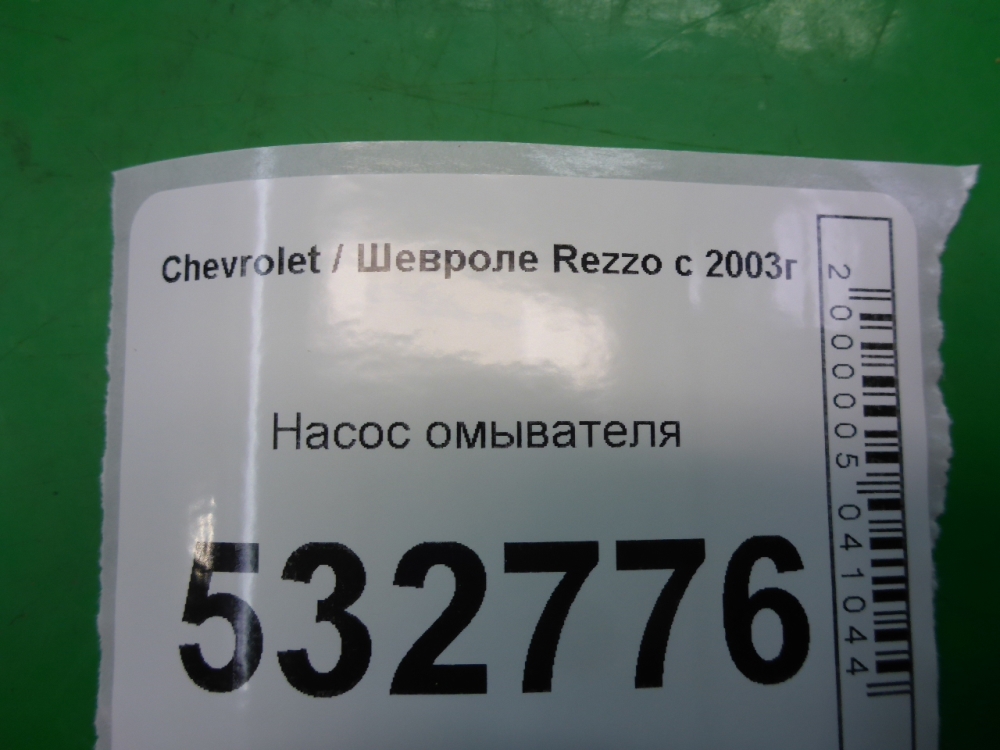 Chevrolet / Шевроле Rezzo с 2003г
Насос омывателя
532776
2000005041044